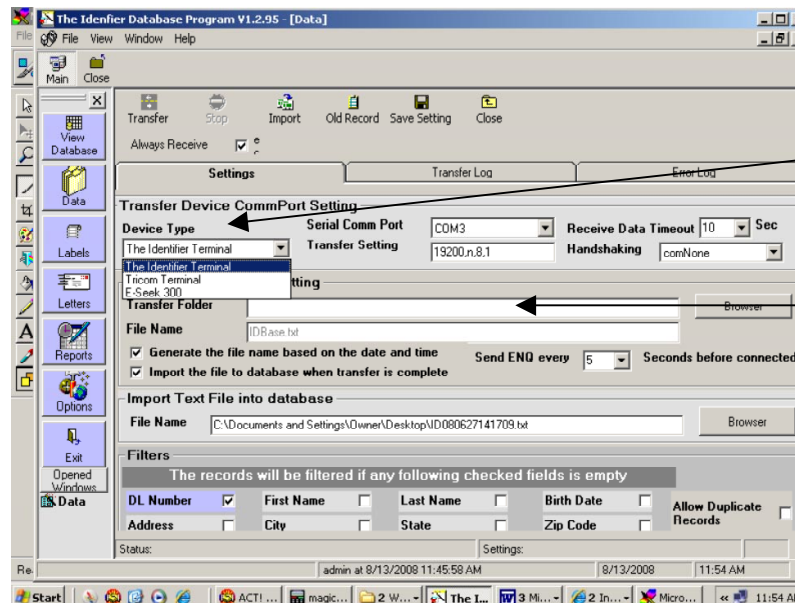 The Idenfier Database Program V1.2.95 - [Data]
File
File View Window Help
Main Close
View Database
Data
Labels
Letters
Reports
Options
Exit
Opened Windows
Data
Transfer Stop Import Old Record Save Setting Close
Always Receive
Settings Transfer Log Error Log
Transfer Device CommPort Setting
Device Type Serial Comm Port COM3 Receive Data Timeout 10 Sec
The Identifier Terminal Transfer Setting 19200,n,8,1 Handshaking comNone
The Identifier Terminal
Tricom Terminal
E-Seek 300
tting
Transfer Folder Browser
File Name IDBase.txt
Generate the file name based on the date and time
Send ENQ every 5 Seconds before connected
Import the file to database when transfer is complete
Import Text File into database
File Name C:\Documents and Settings\Owner\Desktop\ID080627141709.txt Browser
Filters
The records will be filtered if any following checked fields is empty
DL Number First Name Last Name Birth Date Allow Duplicate Records
Address City State Zip Code
Status: Settings:
Re
admin at 8/13/2008 11:45:58 AM 8/13/2008 11:54 AM
Start ACT! ... magic... 2 W... The I... 3 Mi... 2 In... Micro... « 11:54 A